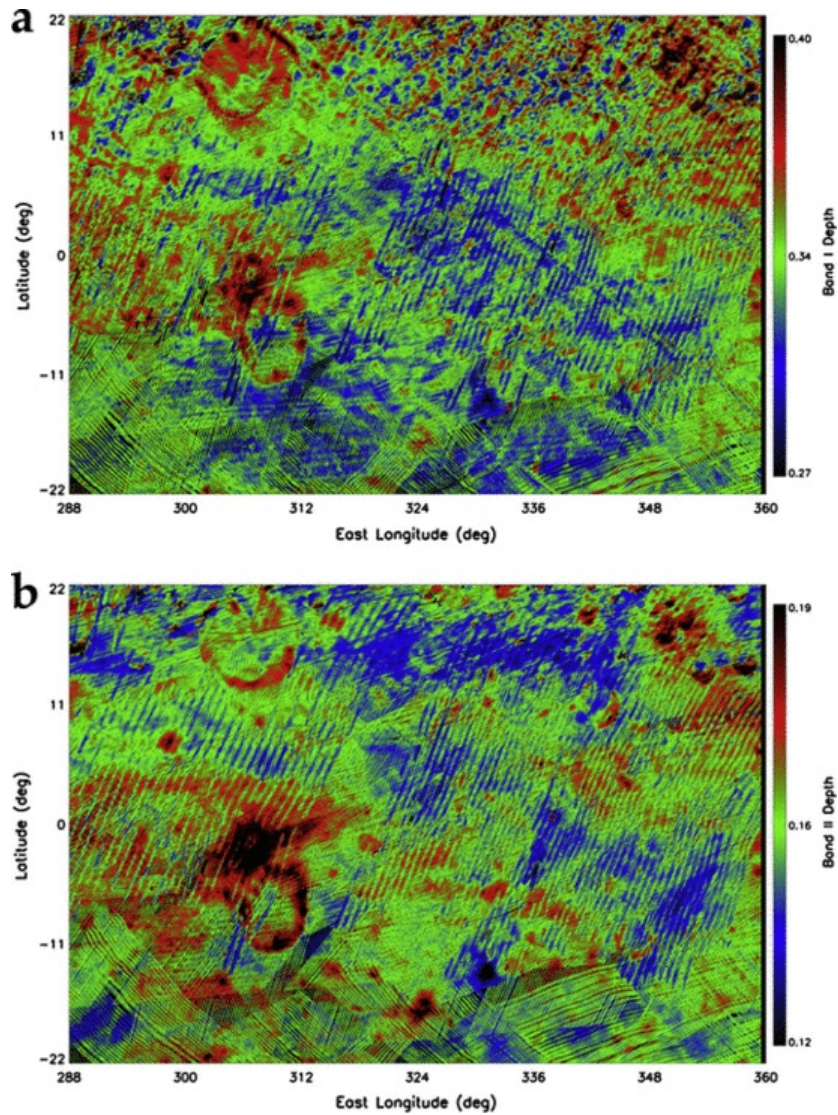 a
22
11
0
-11
-22
Latitude (deg)
288 300 312 324 336 348 360
East Longitude (deg)
0.40
0.34
0.27
Band I Depth
b
22
11
0
-11
-22
Latitude (deg)
288 300 312 324 336 348 360
East Longitude (deg)
0.19
0.16
0.12
Band II Depth